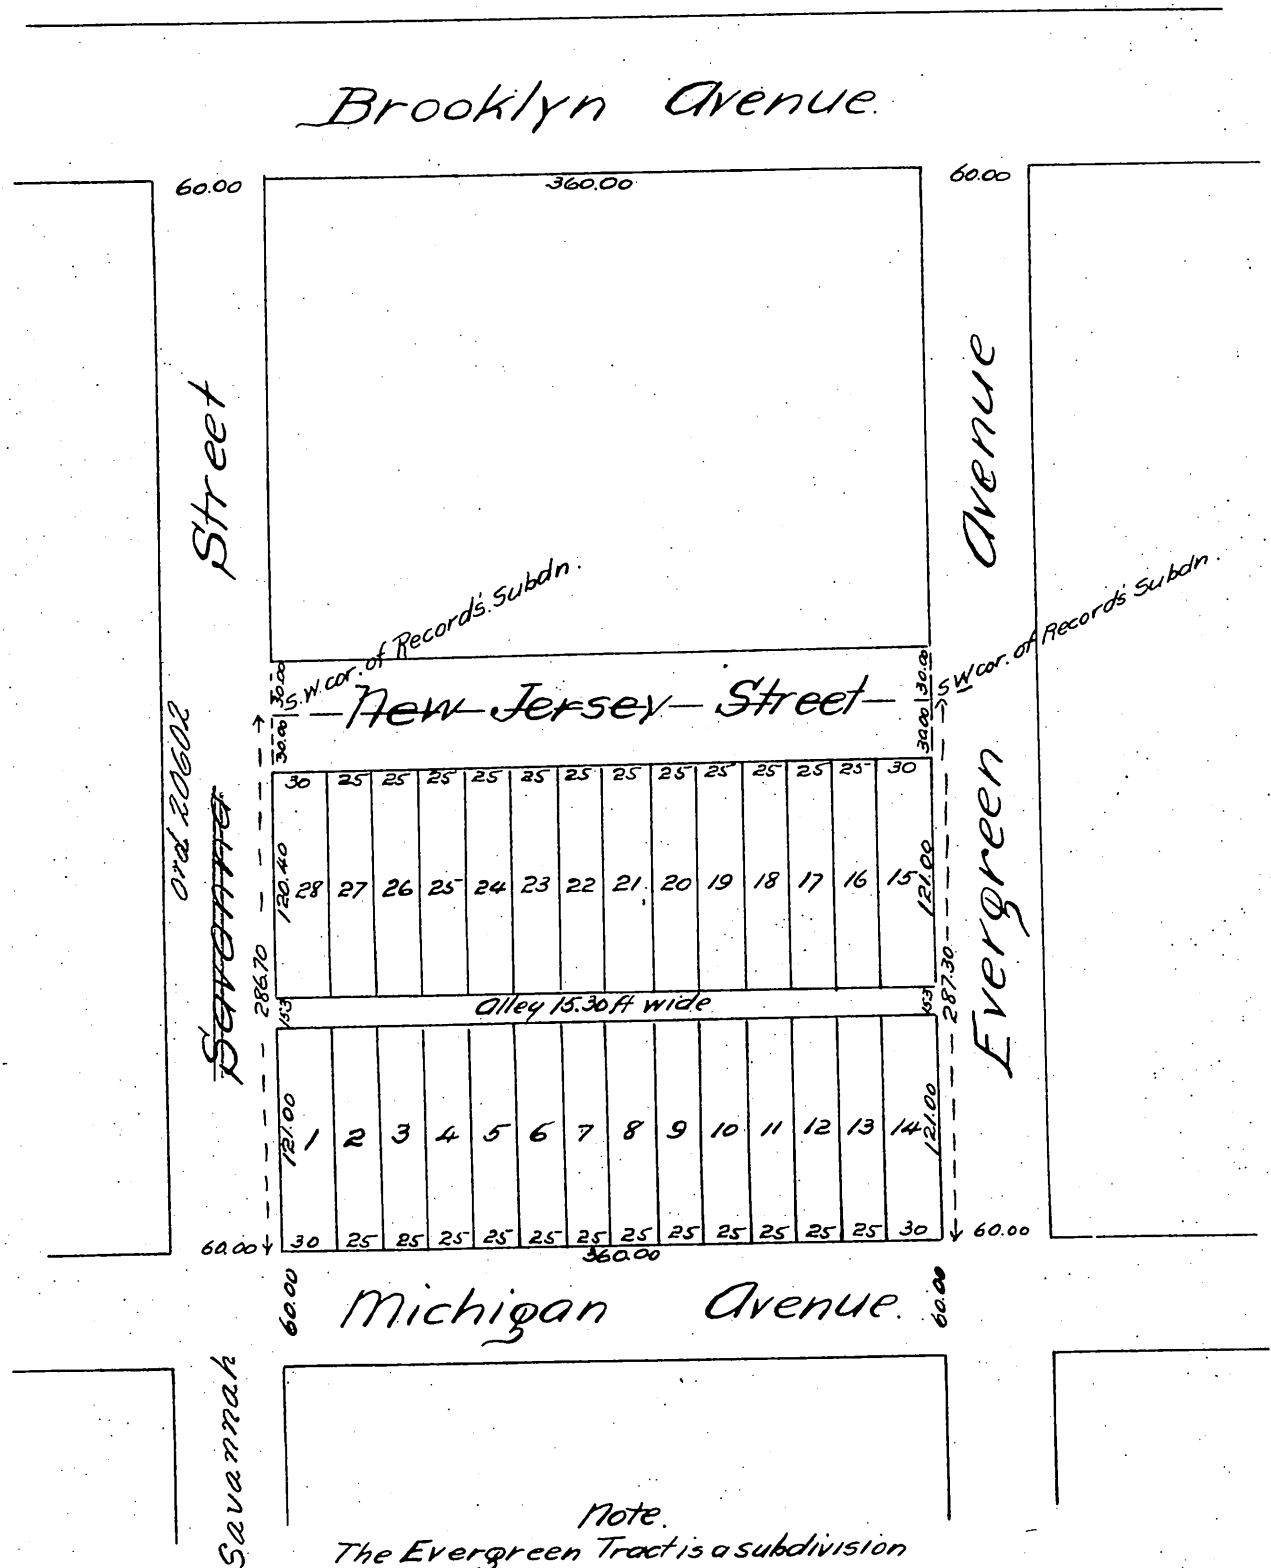 Brooklyn Avenue.
60.00 360.00 60.00
Street
Avenue
S.W. cor. of Record's Subdn.
S W cor. of Record's Subdn.
30.00 30.00
New Jersey Street
30.00 30.00
ord 20602
Savanna
Evergreen
30 25 25 25 25 25 25 25 25 25 25 25 25 30
120.40 28 27 26 25 24 23 22 21 20 19 18 17 16 15 121.00
286.70 287.30
153 Alley 15.30 ft wide 153
121.00 1 2 3 4 5 6 7 8 9 10 11 12 13 14 121.00
60.00 30 25 25 25 25 25 25 25 25 25 25 25 25 30 60.00
360.00
60.00 Michigan Avenue. 60.00
Savannah
Note.
The Evergreen Tract is a subdivision